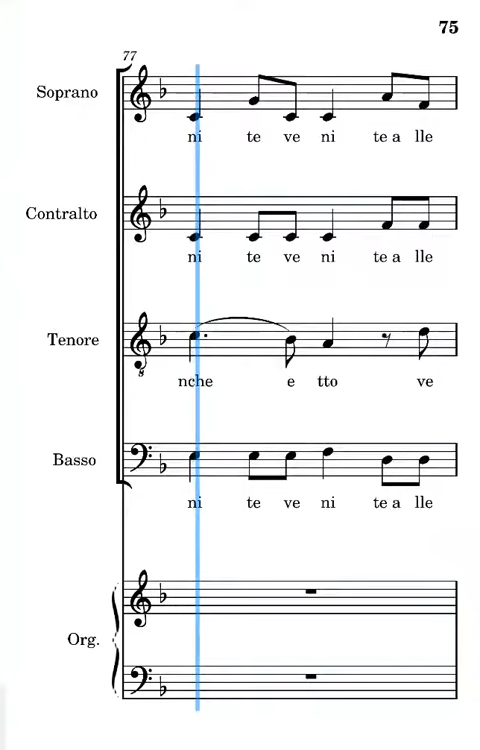 75
77
Soprano
ni te ve ni te a lle
Contralto
ni te ve ni te a lle
Tenore
8
nche e tto ve
Basso
ni te ve ni te a lle
Org.